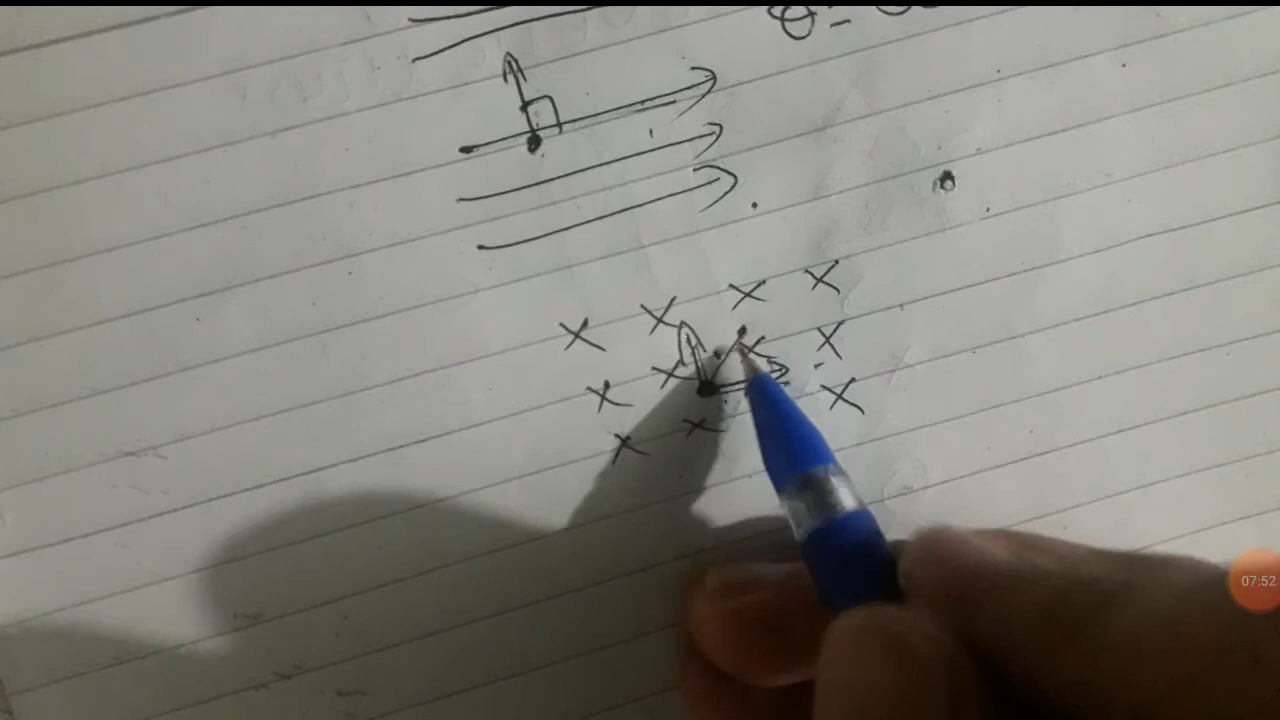 θ =
x x x x
x x x x
x x x
07:52